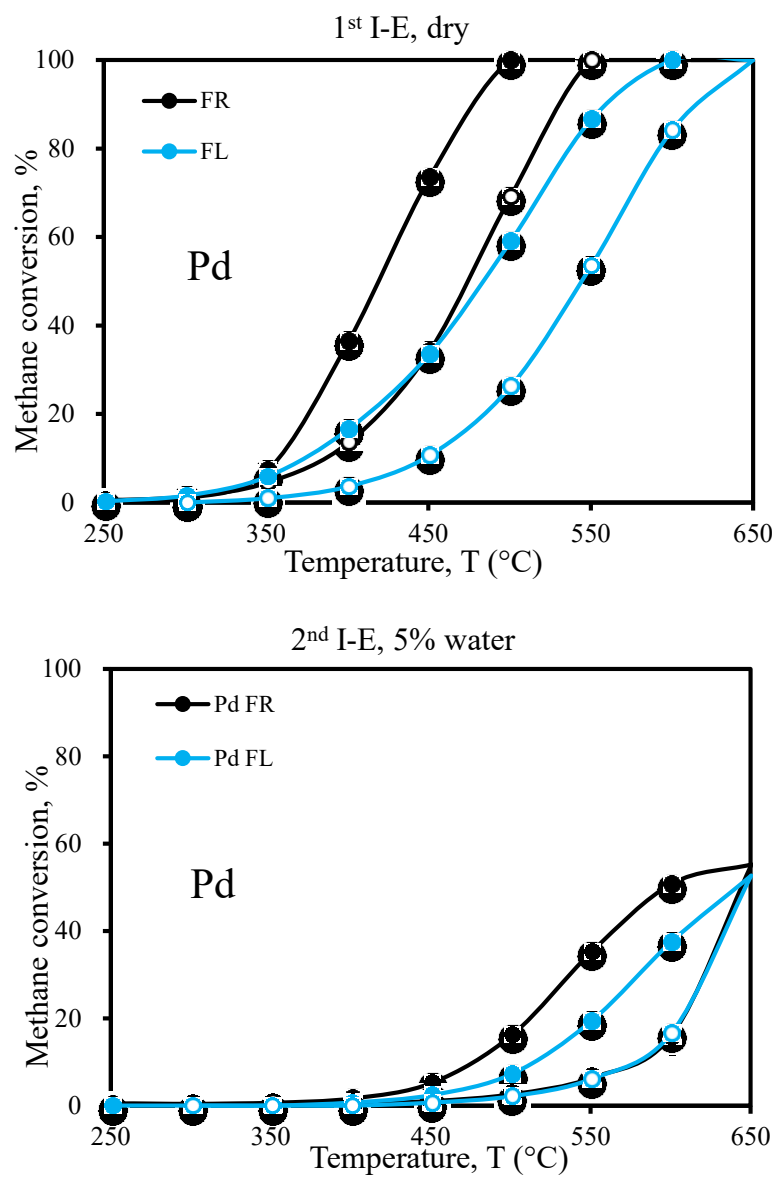 1st I-E, dry
100
80
60
40
20
0
Methane conversion, %
FR
FL
Pd
250
350
450
550
650
Temperature, T (°C)
2nd I-E, 5% water
100
80
60
40
20
0
Methane conversion, %
Pd FR
Pd FL
Pd
250
350
450
550
650
Temperature, T (°C)